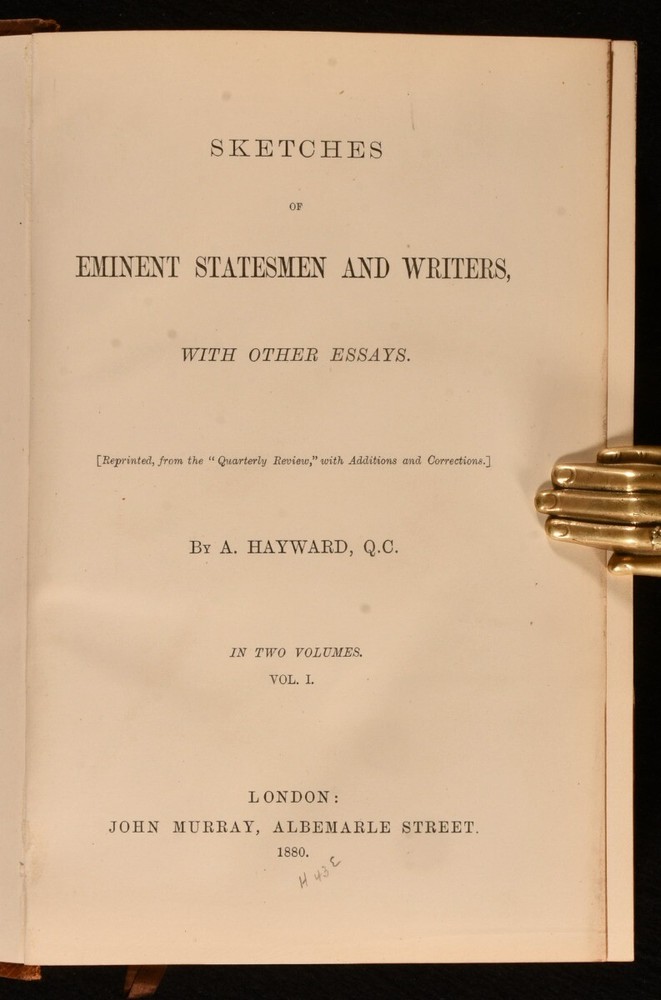 SKETCHES
OF
EMINENT STATESMEN AND WRITERS,
WITH OTHER ESSAYS.
[Reprinted, from the "Quarterly Review," with Additions and Corrections.]
By A. HAYWARD, Q.C.
IN TWO VOLUMES.
VOL. I.
LONDON:
JOHN MURRAY, ALBEMARLE STREET.
1880.